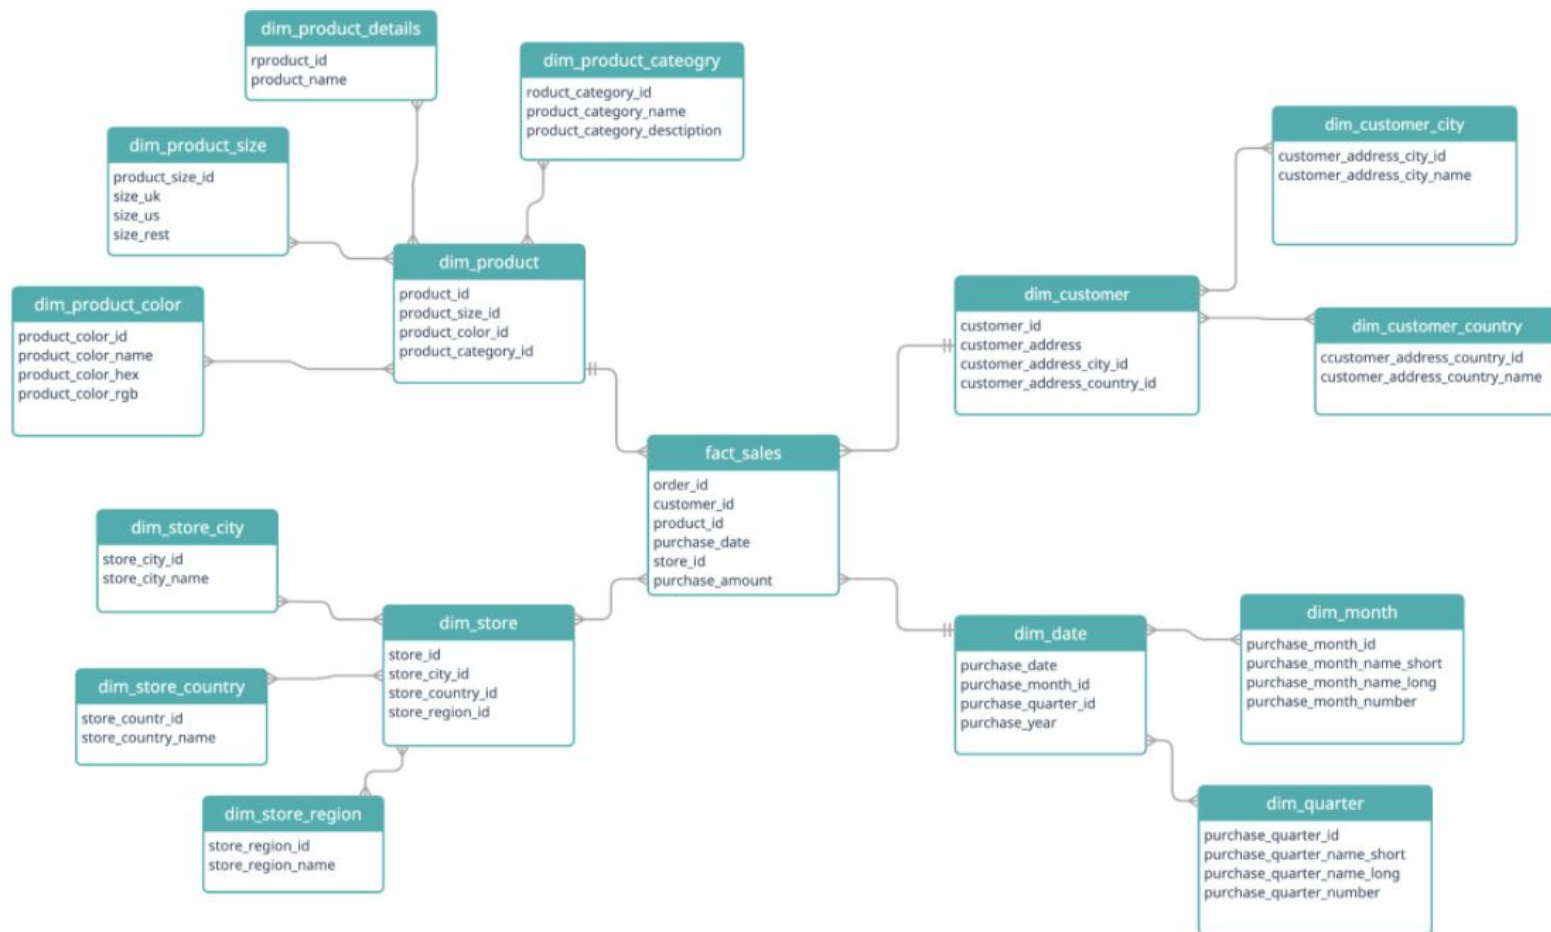 dim_product_details
rproduct_id
product_name
dim_product_cateogry
roduct_category_id
product_category_name
product_category_desctiption
dim_product_size
product_size_id
size_uk
size_us
size_rest
dim_product_color
product_color_id
product_color_name
product_color_hex
product_color_rgb
dim_product
product_id
product_size_id
product_color_id
product_category_id
dim_customer_city
customer_address_city_id
customer_address_city_name
dim_customer
customer_id
customer_address
customer_address_city_id
customer_address_country_id
dim_customer_country
ccustomer_address_country_id
customer_address_country_name
fact_sales
order_id
customer_id
product_id
purchase_date
store_id
purchase_amount
dim_store_city
store_city_id
store_city_name
dim_store
store_id
store_city_id
store_country_id
store_region_id
dim_store_country
store_countr_id
store_country_name
dim_store_region
store_region_id
store_region_name
dim_date
purchase_date
purchase_month_id
purchase_quarter_id
purchase_year
dim_month
purchase_month_id
purchase_month_name_short
purchase_month_name_long
purchase_month_number
dim_quarter
purchase_quarter_id
purchase_quarter_name_short
purchase_quarter_name_long
purchase_quarter_number